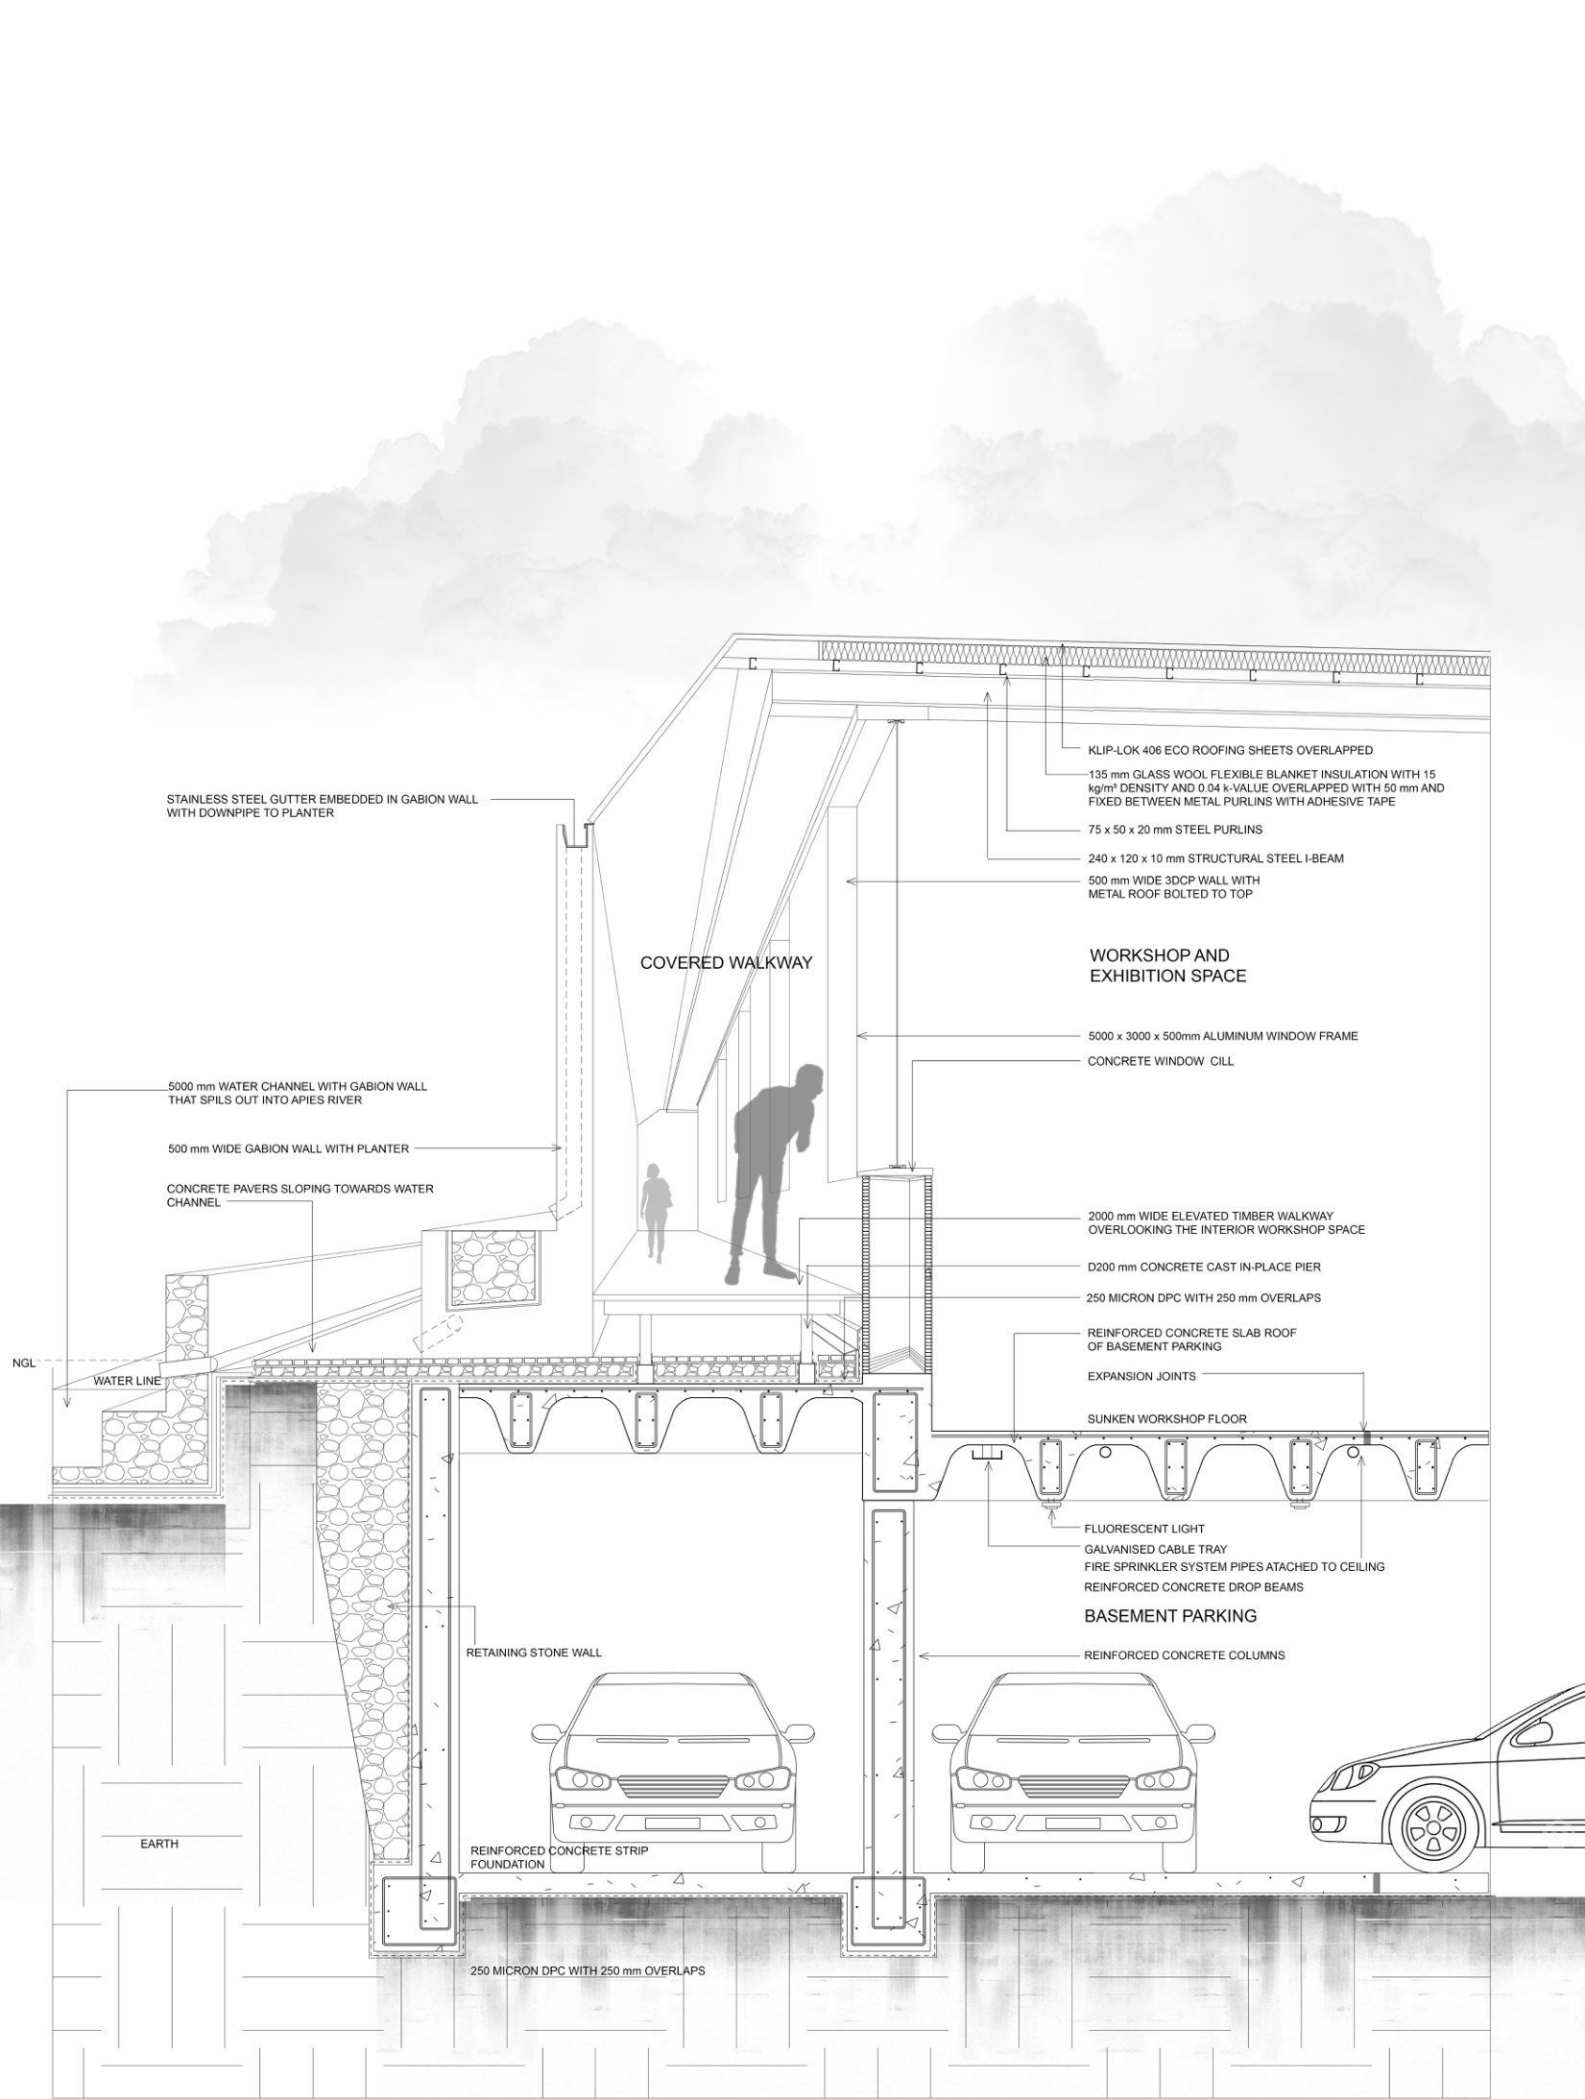 KLIP-LOK 406 ECO ROOFING SHEETS OVERLAPPED
135 mm GLASS WOOL FLEXIBLE BLANKET INSULATION WITH 15
kg/m³ DENSITY AND 0.04 k-VALUE OVERLAPPED WITH 50 mm AND
FIXED BETWEEN METAL PURLINS WITH ADHESIVE TAPE
STAINLESS STEEL GUTTER EMBEDDED IN GABION WALL
WITH DOWNPIPE TO PLANTER
75 x 50 x 20 mm STEEL PURLINS
240 x 120 x 10 mm STRUCTURAL STEEL I-BEAM
500 mm WIDE 3DCP WALL WITH
METAL ROOF BOLTED TO TOP
COVERED WALKWAY
WORKSHOP AND
EXHIBITION SPACE
5000 x 3000 x 500mm ALUMINUM WINDOW FRAME
CONCRETE WINDOW CILL
5000 mm WATER CHANNEL WITH GABION WALL
THAT SPILS OUT INTO APIES RIVER
500 mm WIDE GABION WALL WITH PLANTER
CONCRETE PAVERS SLOPING TOWARDS WATER
CHANNEL
2000 mm WIDE ELEVATED TIMBER WALKWAY
OVERLOOKING THE INTERIOR WORKSHOP SPACE
D200 mm CONCRETE CAST IN-PLACE PIER
250 MICRON DPC WITH 250 mm OVERLAPS
REINFORCED CONCRETE SLAB ROOF
OF BASEMENT PARKING
NGL
WATER LINE
EXPANSION JOINTS
SUNKEN WORKSHOP FLOOR
FLUORESCENT LIGHT
GALVANISED CABLE TRAY
FIRE SPRINKLER SYSTEM PIPES ATACHED TO CEILING
REINFORCED CONCRETE DROP BEAMS
BASEMENT PARKING
RETAINING STONE WALL
REINFORCED CONCRETE COLUMNS
EARTH
REINFORCED CONCRETE STRIP
FOUNDATION
250 MICRON DPC WITH 250 mm OVERLAPS